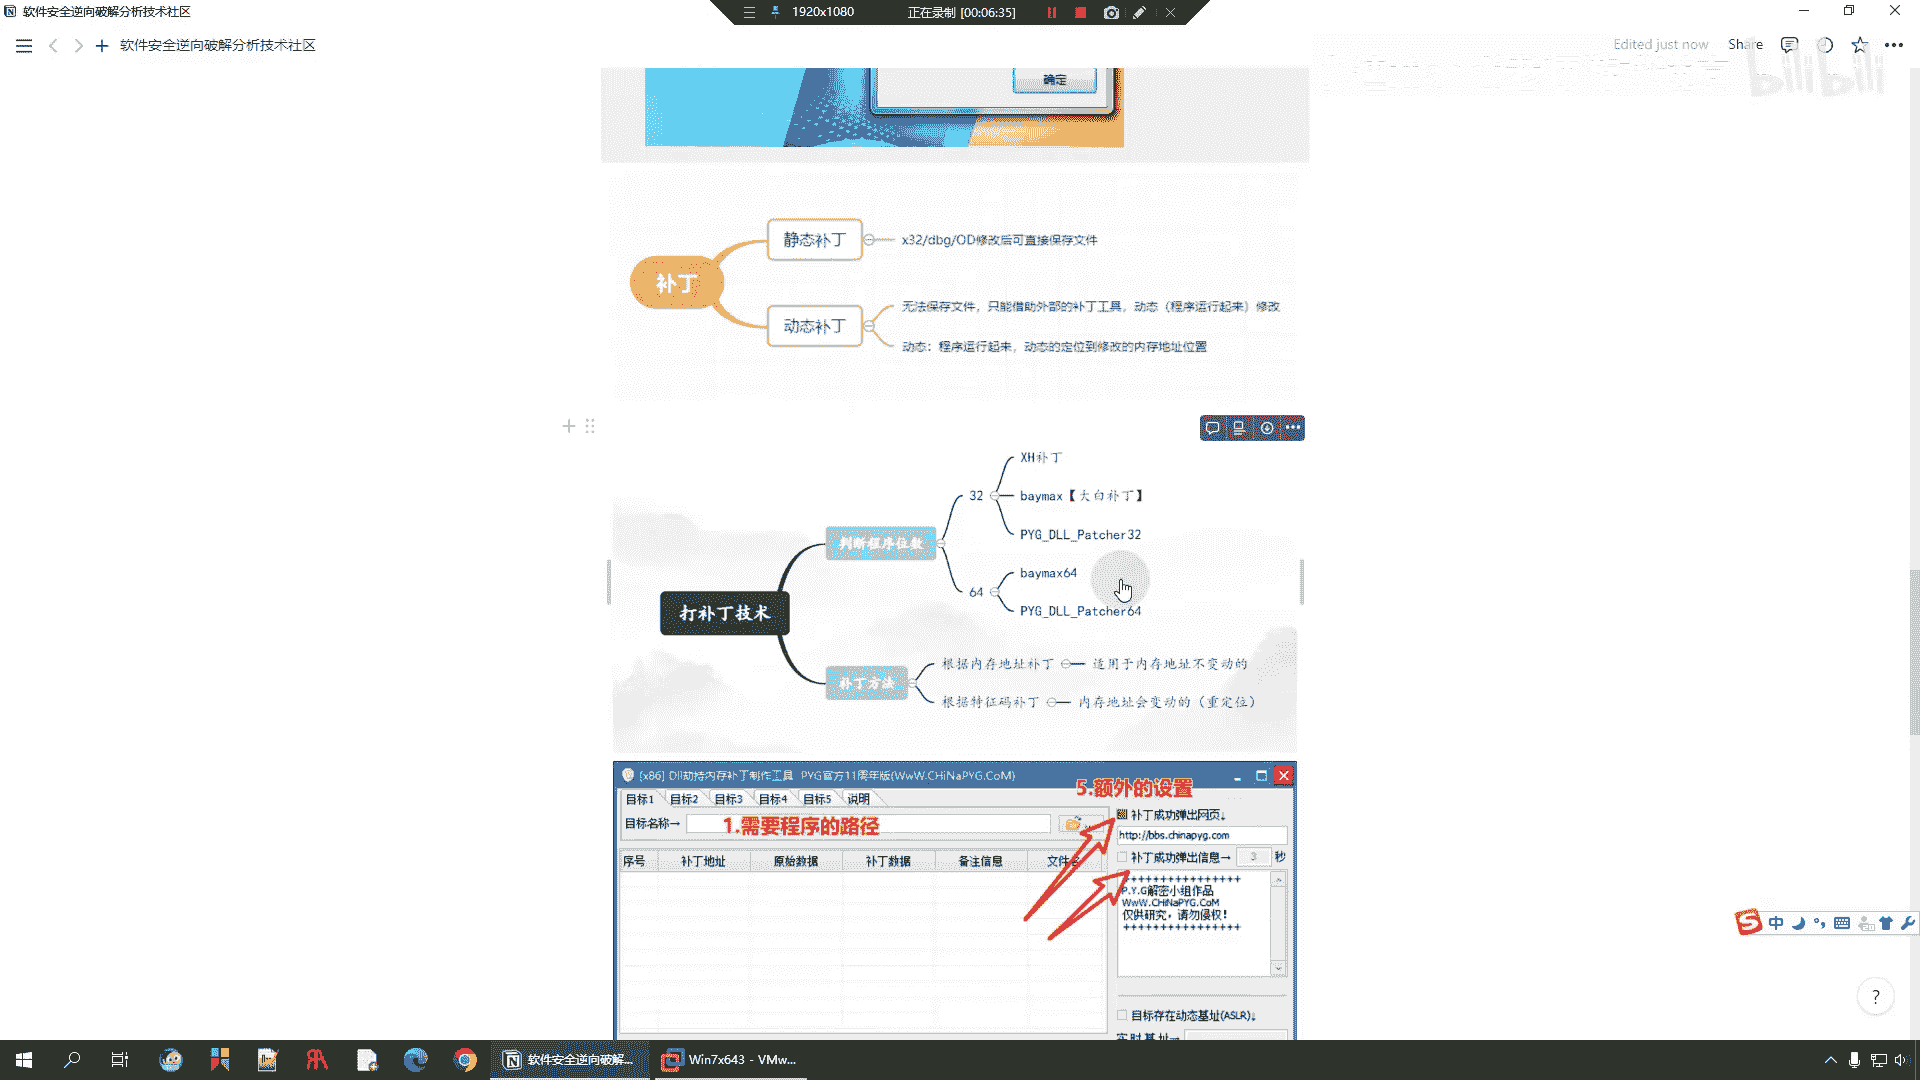 软件安全逆向破解分析技术社区
1920x1080
正在录制 [00:06:35]
软件安全逆向破解分析技术社区
Edited just now
Share
bilibili
确定
补丁
静态补丁
x32/dbg/OD修改后可直接保存文件
动态补丁
无法保存文件，只能借助外部的补丁工具，动态（程序运行起来）修改
动态：程序运行起来，动态的定位到修改的内存地址位置
打补丁技术
判断程序位数
32
XH补丁
baymax【大白补丁】
PYG_DLL_Patcher32
64
baymax64
PYG_DLL_Patcher64
补丁方法
根据内存地址补丁
适用于内存地址不变动的
根据特征码补丁
内存地址会变动的（重定位）
[x86] Dll劫持内存补丁制作工具 PYG官方11周年版(WwW.CHiNaPYG.CoM)
目标1 目标2 目标3 目标4 目标5 说明
5.额外的设置
目标名称→
1.需要程序的路径
补丁成功弹出网页↓
http://bbs.chinapyg.com
补丁成功弹出信息→ 3 秒
序号 补丁地址 原始数据 补丁数据 备注信息 文件名
++++++++++++++++
P.Y.G解密小组作品
WwW.CHiNaPYG.CoM
仅供研究，请勿侵权！
++++++++++++++++
目标存在动态基址(ASLR)↓
实时基址→
中
?
软件安全逆向破解...
Win7x643 - VMw...